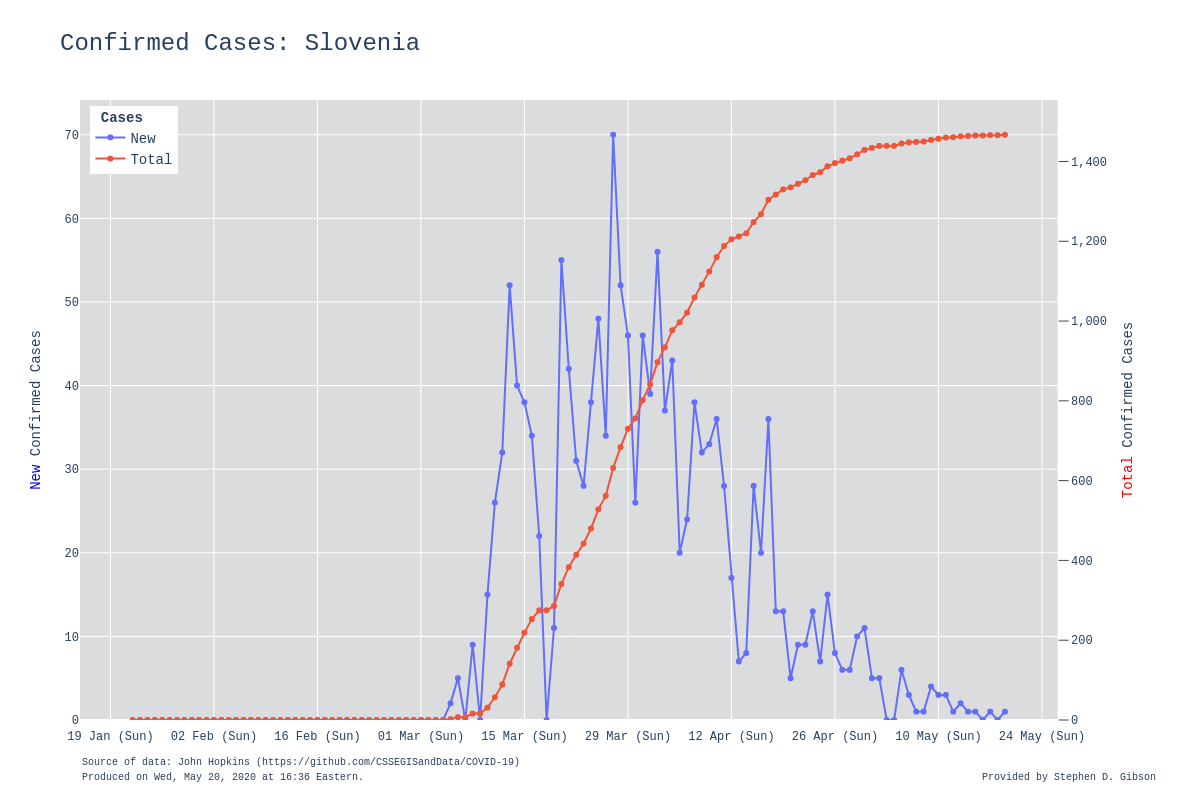 Confirmed Cases: Slovenia
Cases
New
Total
70
60
50
40
30
20
10
0
1,400
1,200
1,000
800
600
400
200
0
New Confirmed Cases
Total Confirmed Cases
19 Jan (Sun) 02 Feb (Sun) 16 Feb (Sun) 01 Mar (Sun) 15 Mar (Sun) 29 Mar (Sun) 12 Apr (Sun) 26 Apr (Sun) 10 May (Sun) 24 May (Sun)
Source of data: John Hopkins (https://github.com/CSSEGISandData/COVID-19)
Produced on Wed, May 20, 2020 at 16:36 Eastern.
Provided by Stephen D. Gibson